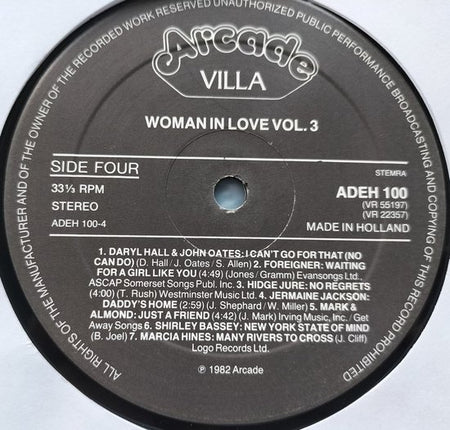 ALL RIGHTS OF THE MANUFACTURER AND OF THE OWNER OF THE RECORDED WORK RESERVED UNAUTHORIZED PUBLIC PERFORMANCE BROADCASTING AND COPYING OF THIS RECORD PROHIBITED
Arcade
VILLA
WOMAN IN LOVE VOL. 3
SIDE FOUR
33⅓ RPM
STEREO
ADEH 100-4
STEMRA
ADEH 100
(VR 55197)
(VR 22357)
MADE IN HOLLAND
1. DARYL HALL & JOHN OATES: I CAN'T GO FOR THAT (NO
CAN DO) (D. Hall / J. Oates / S. Allen) 2. FOREIGNER: WAITING
FOR A GIRL LIKE YOU (4:49) (Jones / Gramm) Evansongs Ltd.,
ASCAP Somerset Songs Publ. Inc. 3. HIDGE JURE: NO REGRETS
(4:00) (T. Rush) Westminster Music Ltd. 4. JERMAINE JACKSON:
DADDY'S HOME (2:59) (J. Shephard / W. Miller) 5. MARK &
ALMOND: JUST A FRIEND (4:42) (J. Mark) Irving Music, Inc. / Get
Away Songs 6. SHIRLEY BASSEY: NEW YORK STATE OF MIND
(B. Joel) 7. MARCIA HINES: MANY RIVERS TO CROSS (J. Cliff)
Logo Records Ltd.
℗ 1982 Arcade